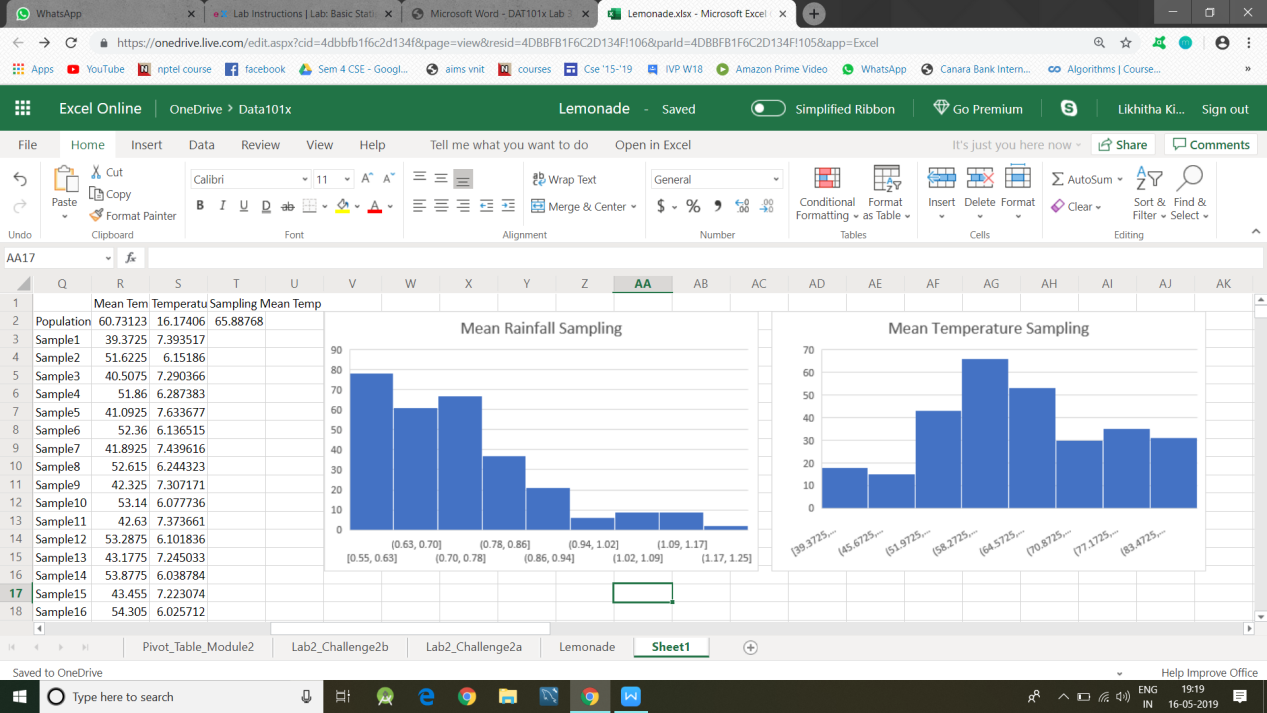 WhatsApp
Lab Instructions | Lab: Basic Stati
Microsoft Word - DAT101x Lab 3
Lemonade.xlsx - Microsoft Excel
https://onedrive.live.com/edit.aspx?cid=4dbbfb1f6c2d134f&page=view&resid=4DBBFB1F6C2D134F!106&parId=4DBBFB1F6C2D134F!105&app=Excel
Apps YouTube nptel course facebook Sem 4 CSE - Googl... aims vnit courses Cse '15-'19 IVP W18 Amazon Prime Video WhatsApp Canara Bank Intern... Algorithms | Course... »
Excel Online OneDrive > Data101x Lemonade - Saved Simplified Ribbon Go Premium Likhitha Ki... Sign out
File Home Insert Data Review View Help Tell me what you want to do Open in Excel It's just you here now Share Comments
Paste Cut Copy Format Painter
Calibri 11
B I U D ab
Wrap Text
Merge & Center
General
$ % , .00 .00
Conditional Formatting
Format as Table
Insert Delete Format
AutoSum
Clear
Sort & Filter
Find & Select
Undo Clipboard Font Alignment Number Tables Cells Editing
AA17 fx
Q R S T U V W X Y Z AA AB AC AD AE AF AG AH AI AJ AK
1 Mean Tem Temperatu Sampling Mean Temp
2 Population 60.73123 16.17406 65.88768
3 Sample1 39.3725 7.393517
4 Sample2 51.6225 6.15186
5 Sample3 40.5075 7.290366
6 Sample4 51.86 6.287383
7 Sample5 41.0925 7.633677
8 Sample6 52.36 6.136515
9 Sample7 41.8925 7.439616
10 Sample8 52.615 6.244323
11 Sample9 42.325 7.307171
12 Sample10 53.14 6.077736
13 Sample11 42.63 7.373661
14 Sample12 53.2875 6.101836
15 Sample13 43.1775 7.245033
16 Sample14 53.8775 6.038784
17 Sample15 43.455 7.223074
18 Sample16 54.305 6.025712
Mean Rainfall Sampling
90
80
70
60
50
40
30
20
10
0
(0.63, 0.70] (0.78, 0.86] (0.94, 1.02] (1.09, 1.17]
[0.55, 0.63] (0.70, 0.78] (0.86, 0.94] (1.02, 1.09] (1.17, 1.25]
Mean Temperature Sampling
70
60
50
40
30
20
10
0
[39.3725,... (45.6725,... (51.9725,... (58.2725,... (64.5725,... (70.8725,... (77.1725,... (83.4725,...
Pivot_Table_Module2 Lab2_Challenge2b Lab2_Challenge2a Lemonade Sheet1
Saved to OneDrive Help Improve Office
Type here to search
ENG
IN
19:19
16-05-2019